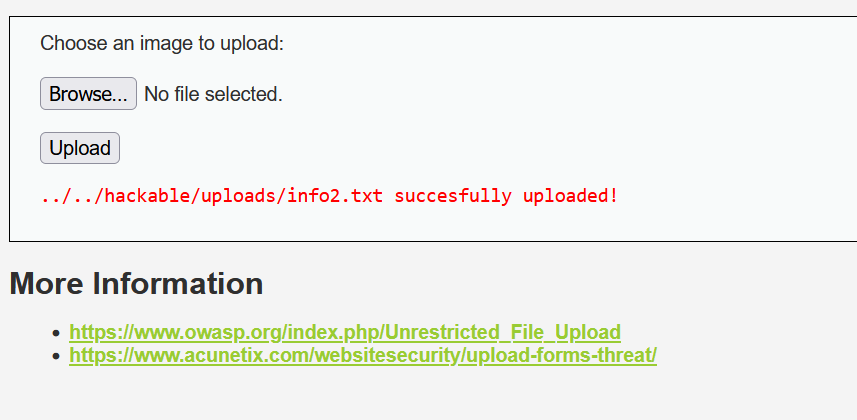 Choose an image to upload:
Browse... No file selected.
Upload
../../hackable/uploads/info2.txt succesfully uploaded!
More Information
https://www.owasp.org/index.php/Unrestricted_File_Upload
https://www.acunetix.com/websitesecurity/upload-forms-threat/